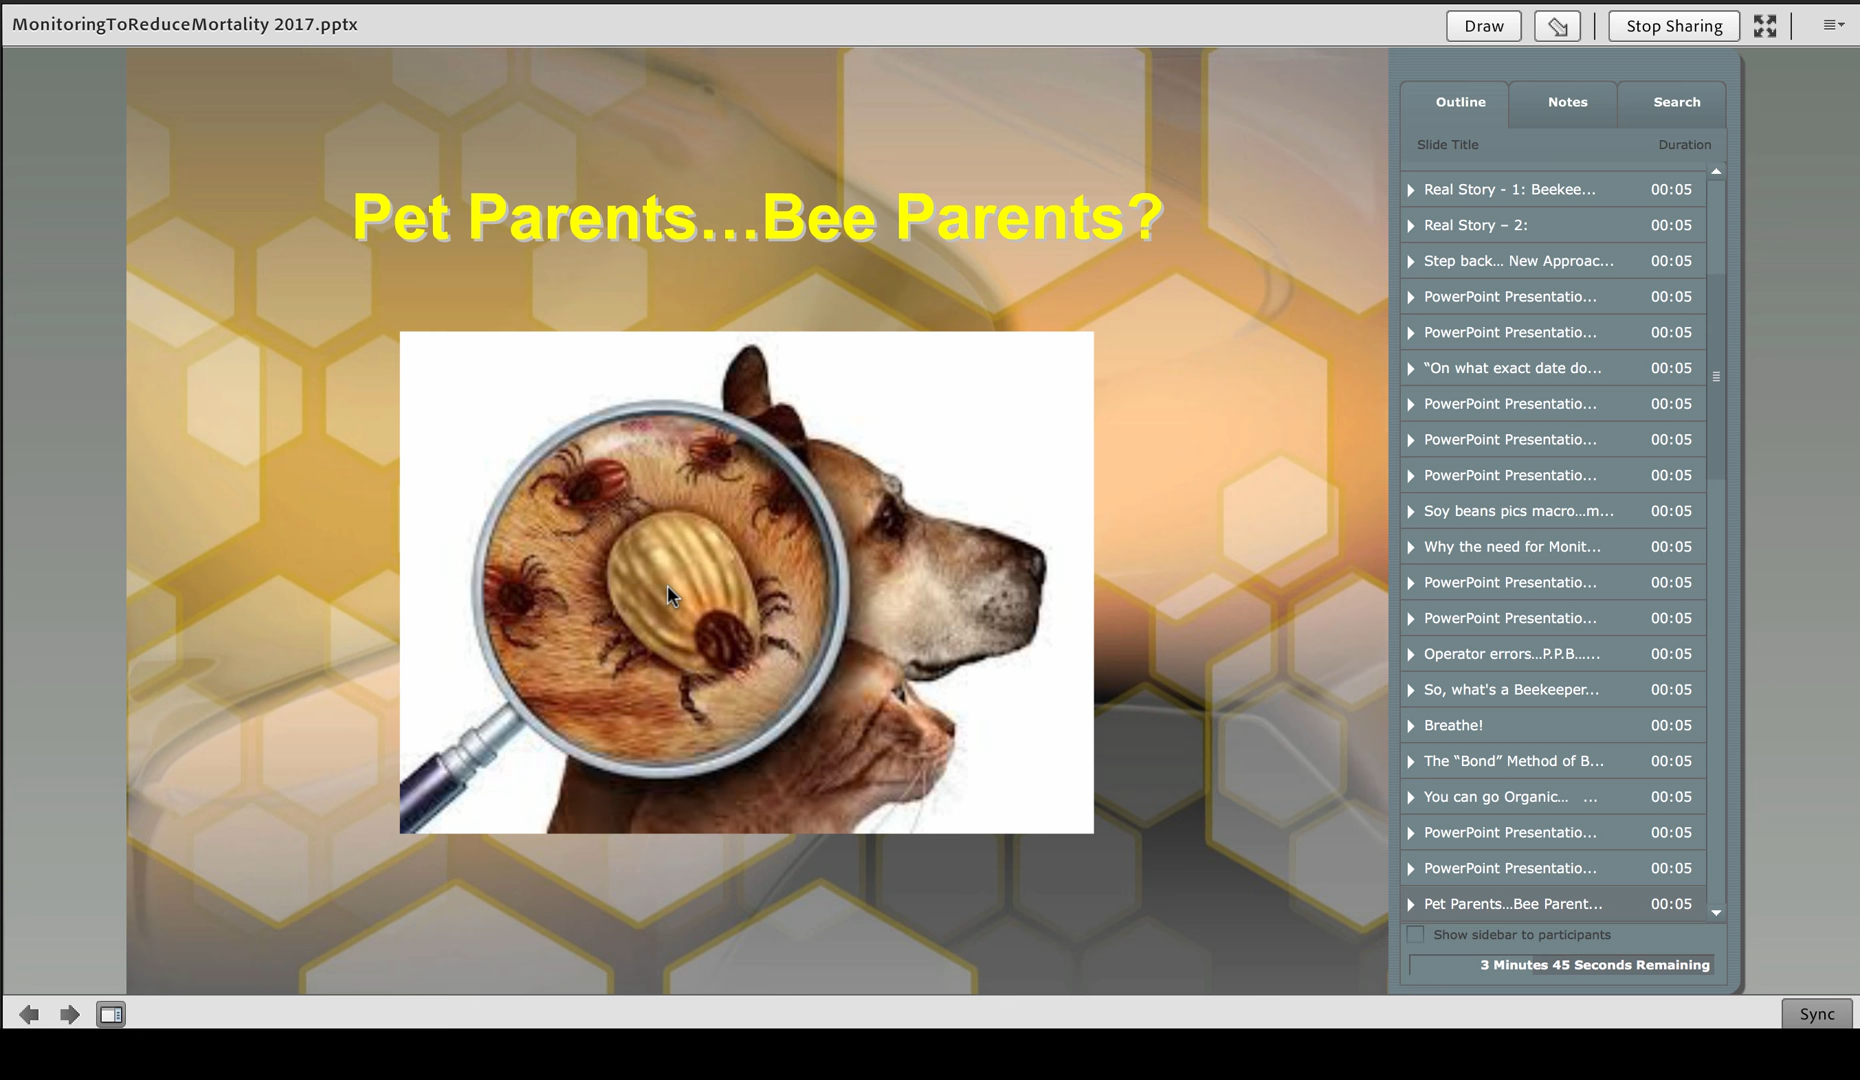 MonitoringToReduceMortality 2017.pptx
Draw
Stop Sharing
Pet Parents...Bee Parents?
Outline Notes Search
Slide Title Duration
Real Story - 1: Beekee... 00:05
Real Story – 2: 00:05
Step back... New Approac... 00:05
PowerPoint Presentatio... 00:05
PowerPoint Presentatio... 00:05
“On what exact date do... 00:05
PowerPoint Presentatio... 00:05
PowerPoint Presentatio... 00:05
PowerPoint Presentatio... 00:05
Soy beans pics macro...m... 00:05
Why the need for Monit... 00:05
PowerPoint Presentatio... 00:05
PowerPoint Presentatio... 00:05
Operator errors...P.P.B...... 00:05
So, what's a Beekeeper... 00:05
Breathe! 00:05
The “Bond” Method of B... 00:05
You can go Organic... ... 00:05
PowerPoint Presentatio... 00:05
PowerPoint Presentatio... 00:05
Pet Parents...Bee Parent... 00:05
Show sidebar to participants
3 Minutes 45 Seconds Remaining
Sync